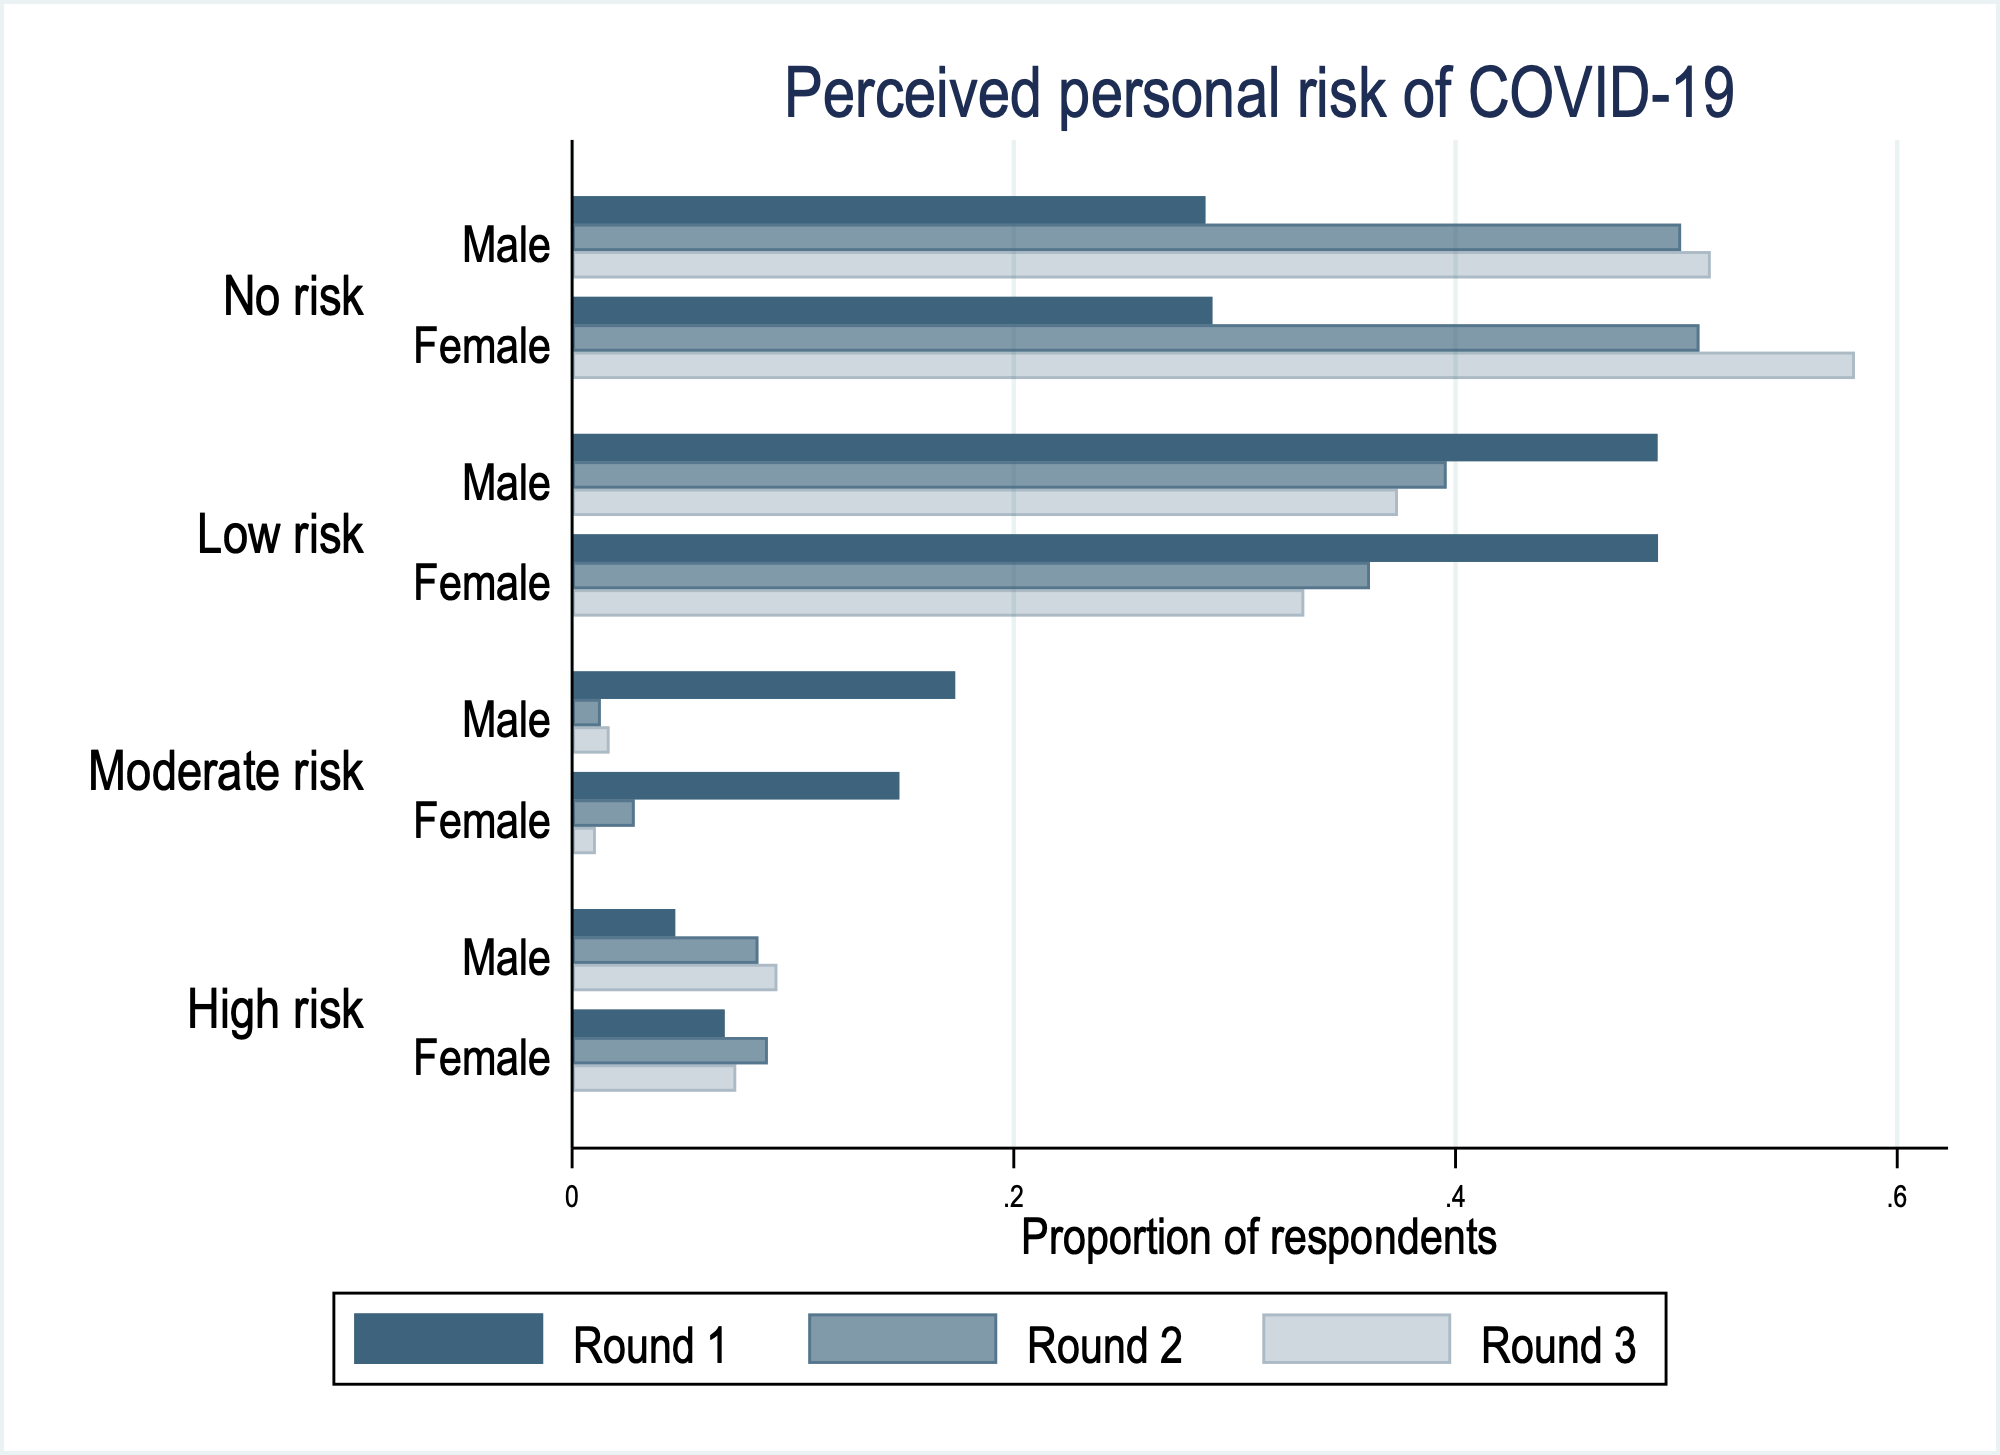 Perceived personal risk of COVID-19
No risk
Male
Female
Low risk
Male
Female
Moderate risk
Male
Female
High risk
Male
Female
0 .2 .4 .6
Proportion of respondents
Round 1 Round 2 Round 3